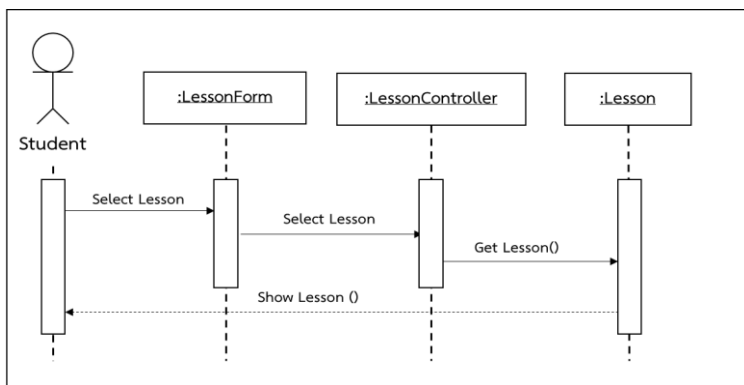 :LessonForm
:LessonController
:Lesson
Student
Select Lesson
Select Lesson
Get Lesson()
Show Lesson ()